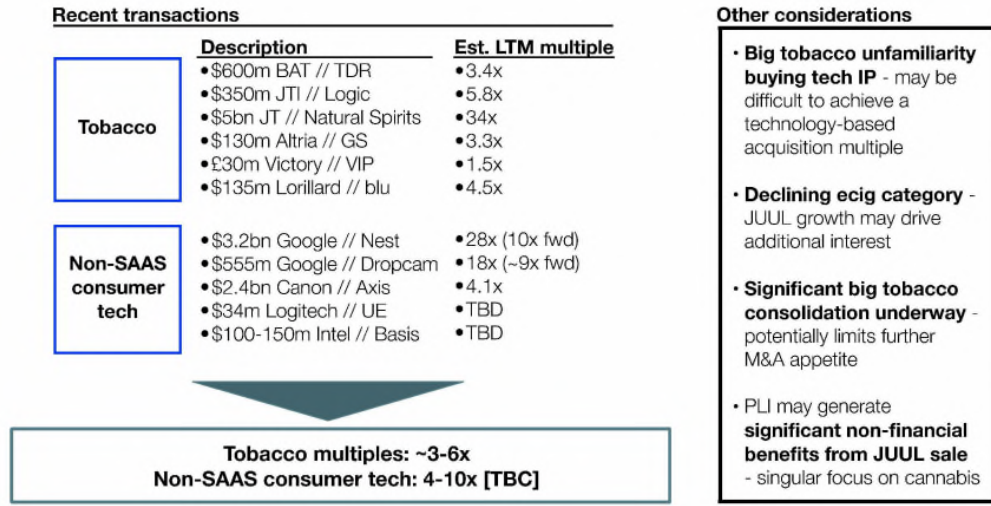 Recent transactions
Description
Est. LTM multiple
Tobacco
•$600m BAT // TDR
•3.4x
•$350m JTI // Logic
•5.8x
•$5bn JT // Natural Spirits
•34x
•$130m Altria // GS
•3.3x
•£30m Victory // VIP
•1.5x
•$135m Lorillard // blu
•4.5x
Non-SAAS
consumer
tech
•$3.2bn Google // Nest
•28x (10x fwd)
•$555m Google // Dropcam
•18x (~9x fwd)
•$2.4bn Canon // Axis
•4.1x
•$34m Logitech // UE
•TBD
•$100-150m Intel // Basis
•TBD
Tobacco multiples: ~3-6x
Non-SAAS consumer tech: 4-10x [TBC]
Other considerations
• Big tobacco unfamiliarity
buying tech IP - may be
difficult to achieve a
technology-based
acquisition multiple
• Declining ecig category -
JUUL growth may drive
additional interest
• Significant big tobacco
consolidation underway -
potentially limits further
M&A appetite
• PLI may generate
significant non-financial
benefits from JUUL sale
- singular focus on cannabis